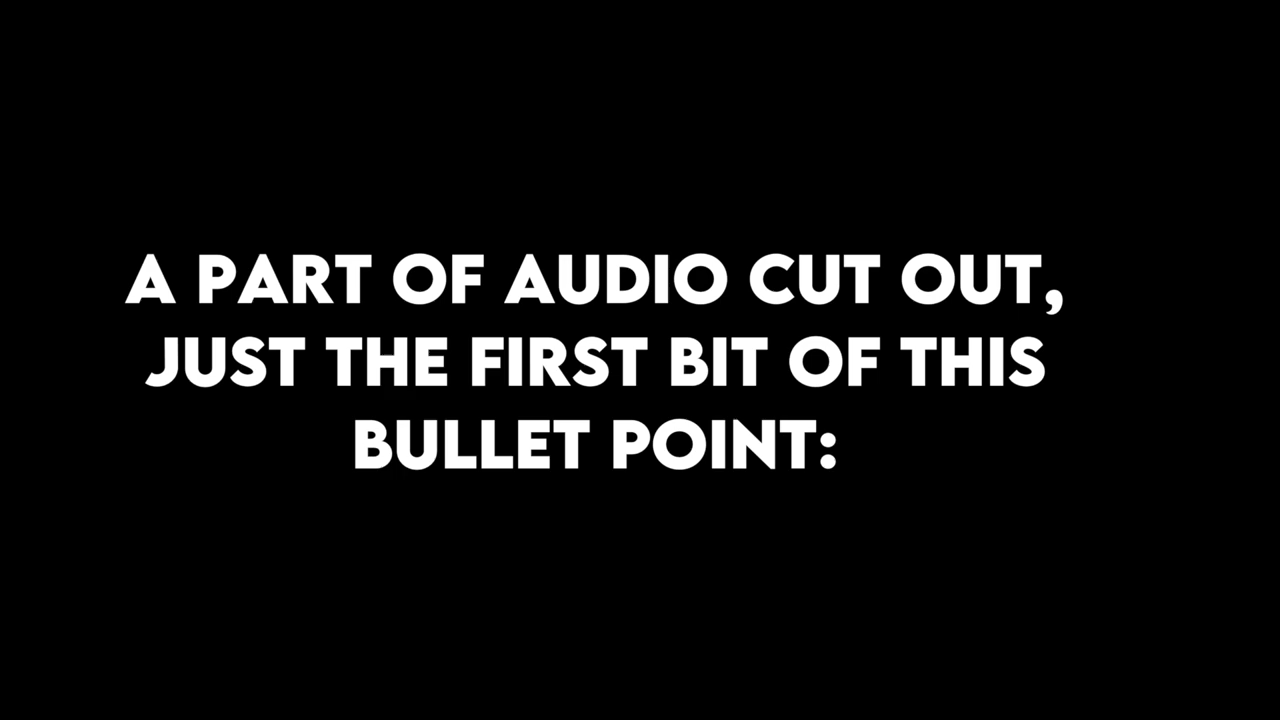 A PART OF AUDIO CUT OUT,
JUST THE FIRST BIT OF THIS
BULLET POINT: